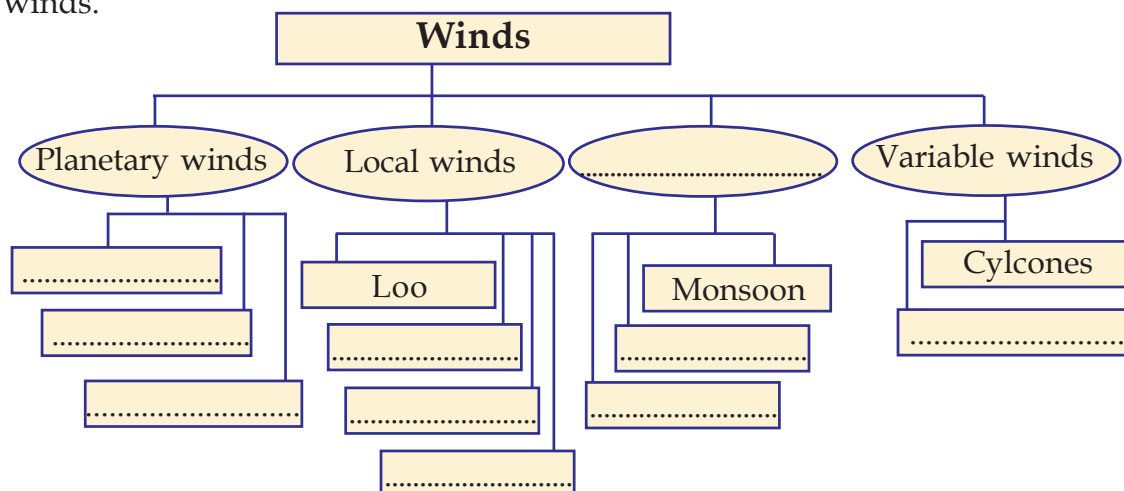 winds.
Winds
Planetary winds
Local winds
....................................
Variable winds
.............................
Loo
Monsoon
Cylcones
.............................
............................
............................
..............................
...............................
...........................
............................
............................
............................